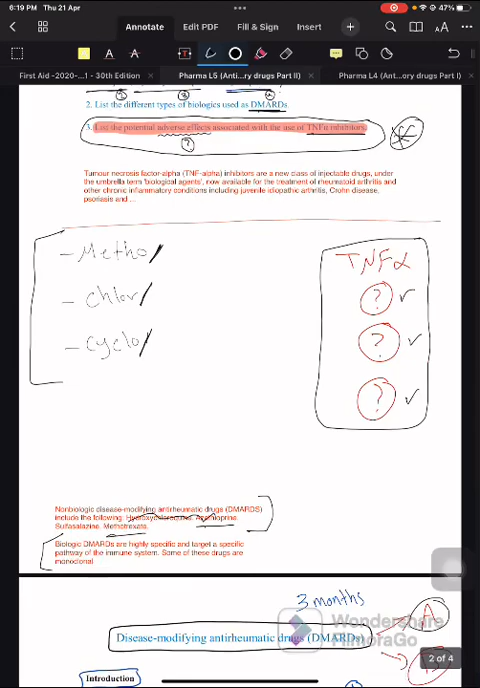 6:19 PM Thu 21 Apr
47%
Annotate Edit PDF Fill & Sign Insert
First Aid -2020-...1 - 30th Edition
Pharma L5 (Anti...ry drugs Part II)
Pharma L4 (Anti...ory drugs Part I)
2. List the different types of biologics used as DMARDs.
3. List the potential adverse effects associated with the use of TNFα inhibitors.
?
Tumour necrosis factor-alpha (TNF-alpha) inhibitors are a new class of injectable drugs, under
the umbrella term 'biological agents', now available for the treatment of rheumatoid arthritis and
other chronic inflammatory conditions including juvenile idiopathic arthritis, Crohn disease,
psoriasis and ...
- Metho/
- Chlor/
- Cyclo/
TNFα
? ✓
? ✓
? ✓
Nonbiologic disease-modifying antirheumatic drugs (DMARDS)
include the following: Hydroxychloroquine. Azathioprine.
Sulfasalazine. Methotrexate.
Biologic DMARDs are highly specific and target a specific
pathway of the immune system. Some of these drugs are
monoclonal
3 months
Wondershare
FilmoraGo
Disease-modifying antirheumatic drugs (DMARDs)
A
2 of 4
Introduction